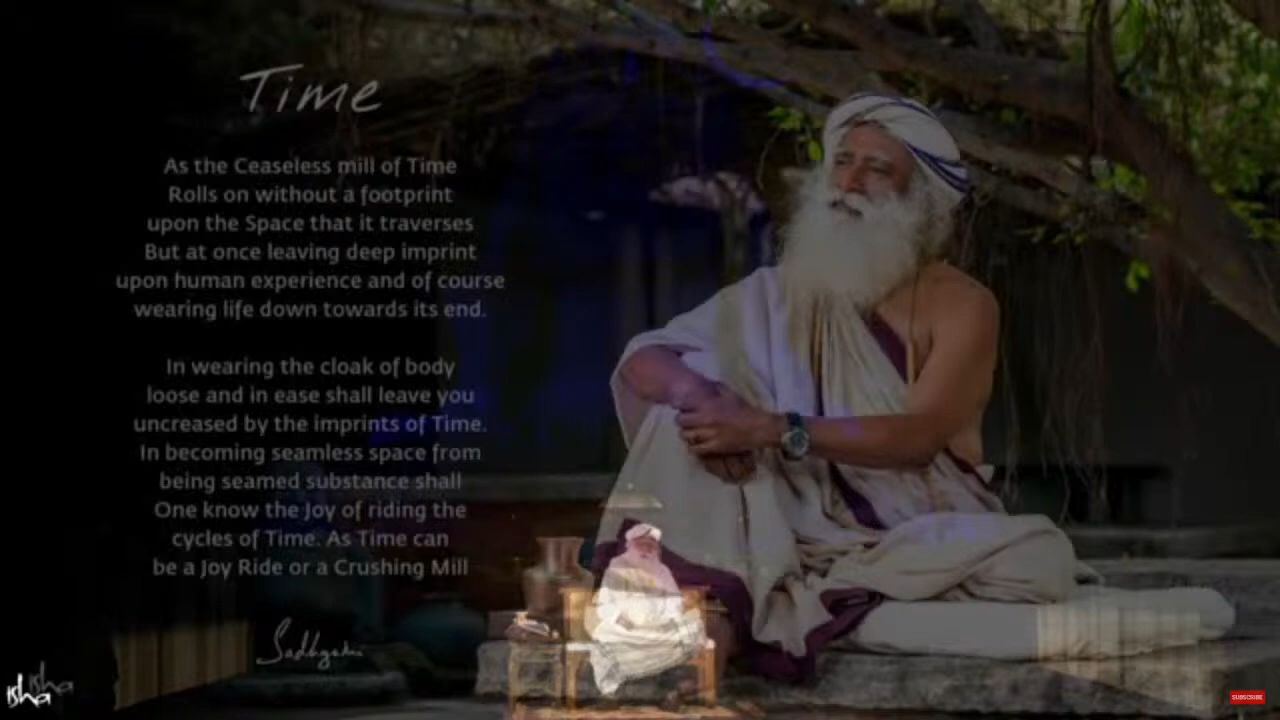 Time
As the Ceaseless mill of Time
Rolls on without a footprint
upon the Space that it traverses
But at once leaving deep imprint
upon human experience and of course
wearing life down towards its end.
In wearing the cloak of body
loose and in ease shall leave you
uncreased by the imprints of Time.
In becoming seamless space from
being seamed substance shall
One know the Joy of riding the
cycles of Time. As Time can
be a Joy Ride or a Crushing Mill
Sadhguru
isha
isha
SUBSCRIBE